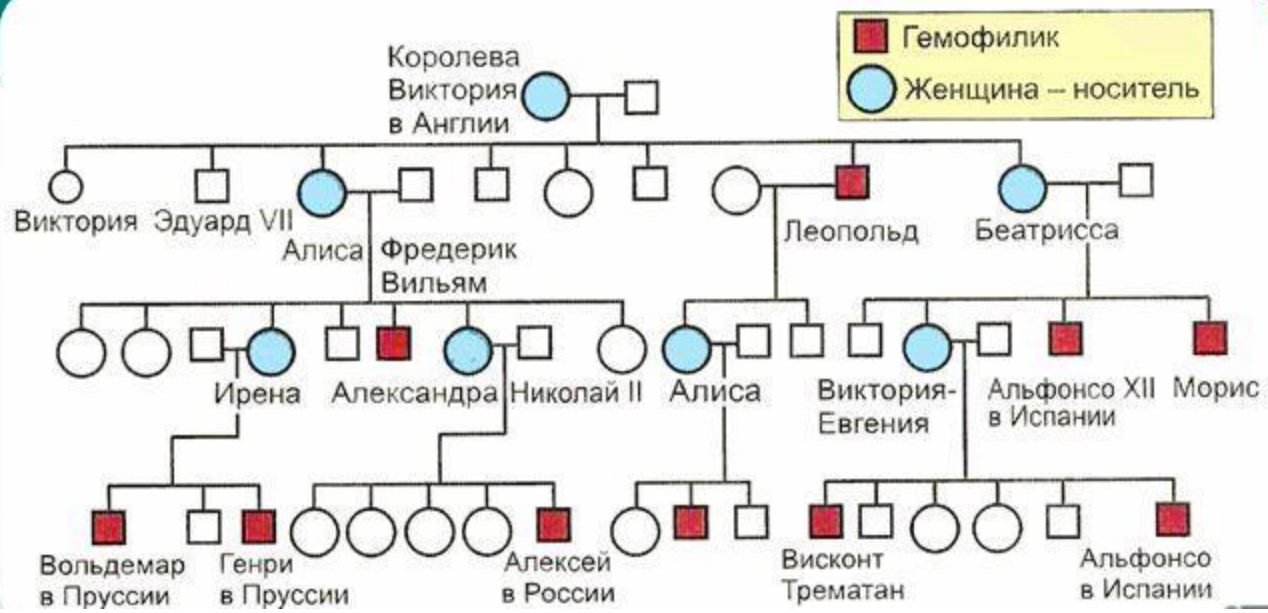 Гемофилик
Женщина – носитель
Королева
Виктория
в Англии
Виктория
Эдуард VII
Алиса
Фредерик
Вильям
Леопольд
Беатрисса
Ирена
Александра
Николай II
Алиса
Виктория-
Евгения
Альфонсо XII
в Испании
Морис
Вольдемар
в Пруссии
Генри
в Пруссии
Алексей
в России
Висконт
Трематан
Альфонсо
в Испании